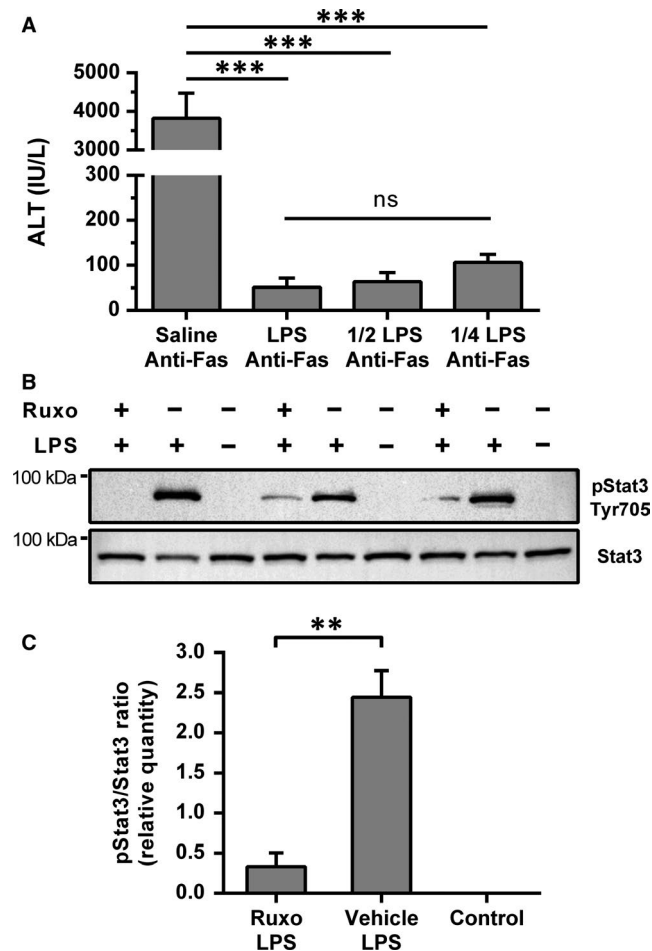 A
***
***
***
ALT (IU/L)
5000
4000
3000
300
200
100
0
ns
Saline Anti-Fas
LPS Anti-Fas
1/2 LPS Anti-Fas
1/4 LPS Anti-Fas
B
Ruxo + − − + − − + − −
LPS + + − + + − + + −
100 kDa
pStat3 Tyr705
100 kDa
Stat3
C
**
pStat3/Stat3 ratio
(relative quantity)
3.0
2.5
2.0
1.5
1.0
0.5
0.0
Ruxo LPS
Vehicle LPS
Control